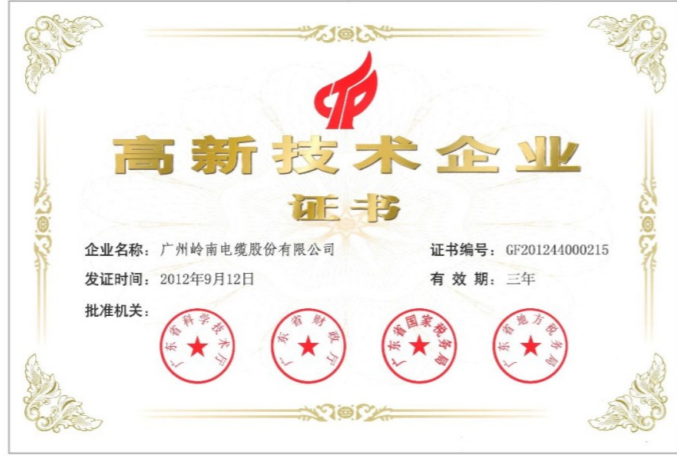 高新技术企业
证书
企业名称：广州岭南电缆股份有限公司 证书编号：GF201244000215
发证时间：2012年9月12日 有 效 期：三年
批准机关：
广东省科学技术厅 广东省财政厅 广东省国家税务局 广东省地方税务局